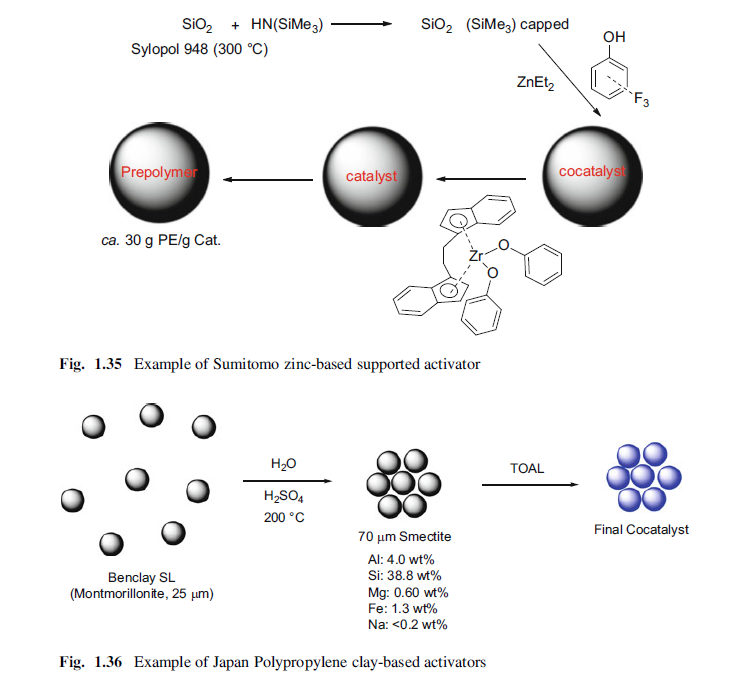 SiO2 + HN(SiMe3) SiO2 (SiMe3) capped
Sylopol 948 (300 °C)
OH
ZnEt2
F3
Prepolymer
catalyst
cocatalyst
ca. 30 g PE/g Cat.
Zr
O
O
Fig. 1.35 Example of Sumitomo zinc-based supported activator
H2O
H2SO4
200 °C
TOAL
Benclay SL
(Montmorillonite, 25 μm)
70 μm Smectite
Al: 4.0 wt%
Si: 38.8 wt%
Mg: 0.60 wt%
Fe: 1.3 wt%
Na: <0.2 wt%
Final Cocatalyst
Fig. 1.36 Example of Japan Polypropylene clay-based activators